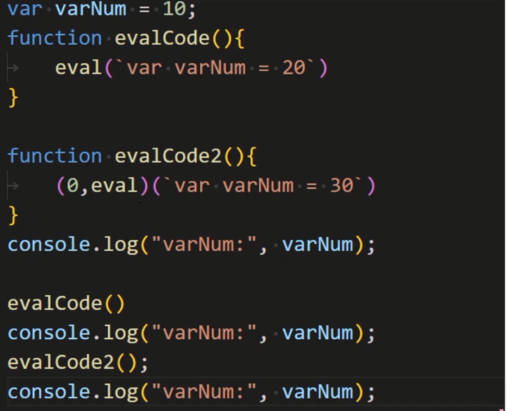 var varNum = 10;
function evalCode(){
eval(`var varNum = 20`)
}
function evalCode2(){
(0,eval)(`var varNum = 30`)
}
console.log("varNum:", varNum);
evalCode()
console.log("varNum:", varNum);
evalCode2();
console.log("varNum:", varNum);